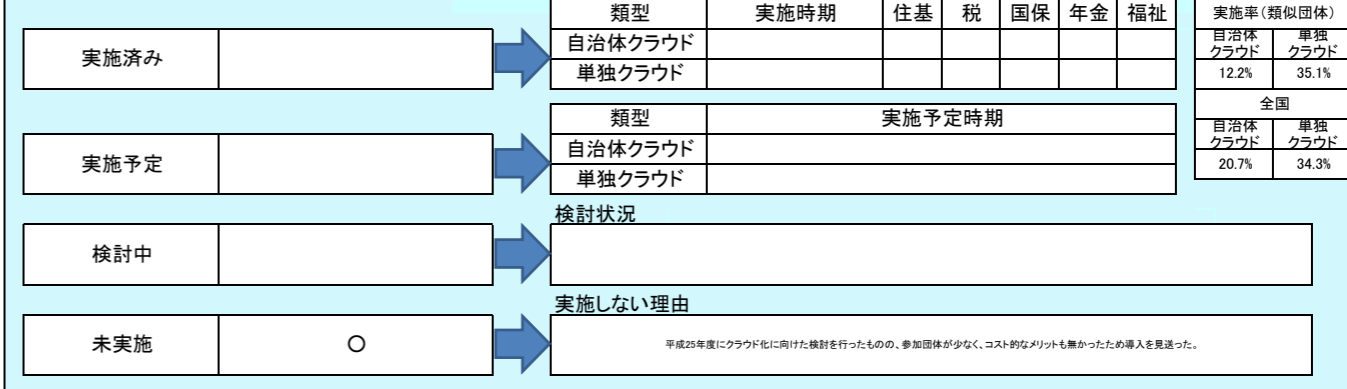 類型 実施時期 住基 税 国保 年金 福祉
実施済み
自治体クラウド
単独クラウド
実施率(類似団体)
自治体クラウド 単独クラウド
12.2% 35.1%
全国
自治体クラウド 単独クラウド
20.7% 34.3%
類型 実施予定時期
実施予定
自治体クラウド
単独クラウド
検討状況
検討中
実施しない理由
未実施 ○
平成25年度にクラウド化に向けた検討を行ったものの、参加団体が少なく、コスト的なメリットも無かったため導入を見送った。